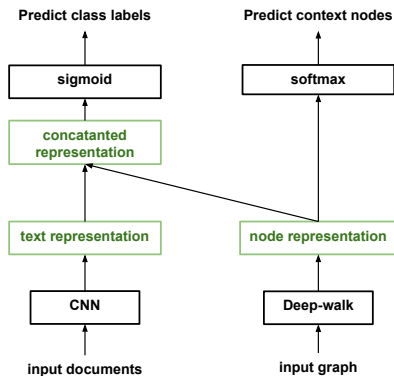 Predict class labels
Predict context nodes
sigmoid
softmax
concatanted
representation
text representation
node representation
CNN
Deep-walk
input documents
input graph